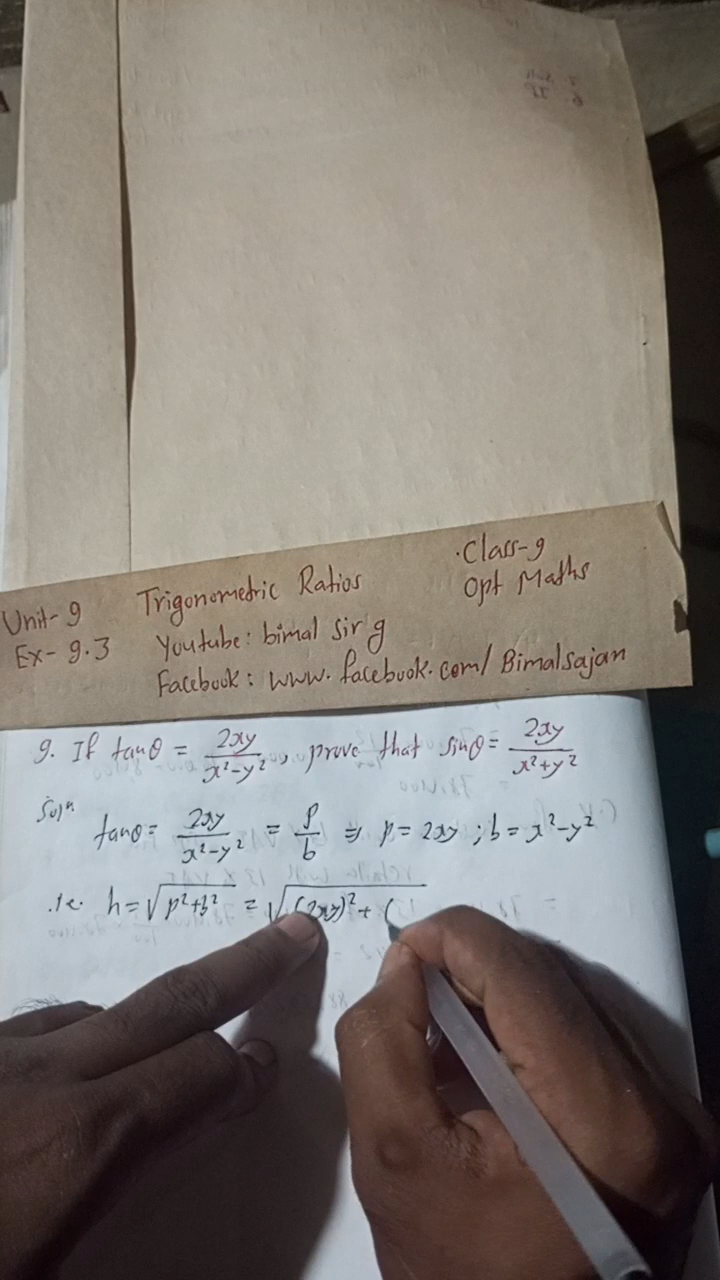 Unit-9 Trigonometric Ratios Class-9
Ex-9.3 Youtube: bimal sir g Opt Maths
Facebook: www.facebook.com/Bimalsajan
9. If tanθ = 2xy/x²-y², prove that sinθ = 2xy/x²+y²
Soln
tanθ = 2xy/x²-y² = p/b ⇒ p = 2xy ; b = x²-y²
h = √p²+b² = √(2xy)² + (